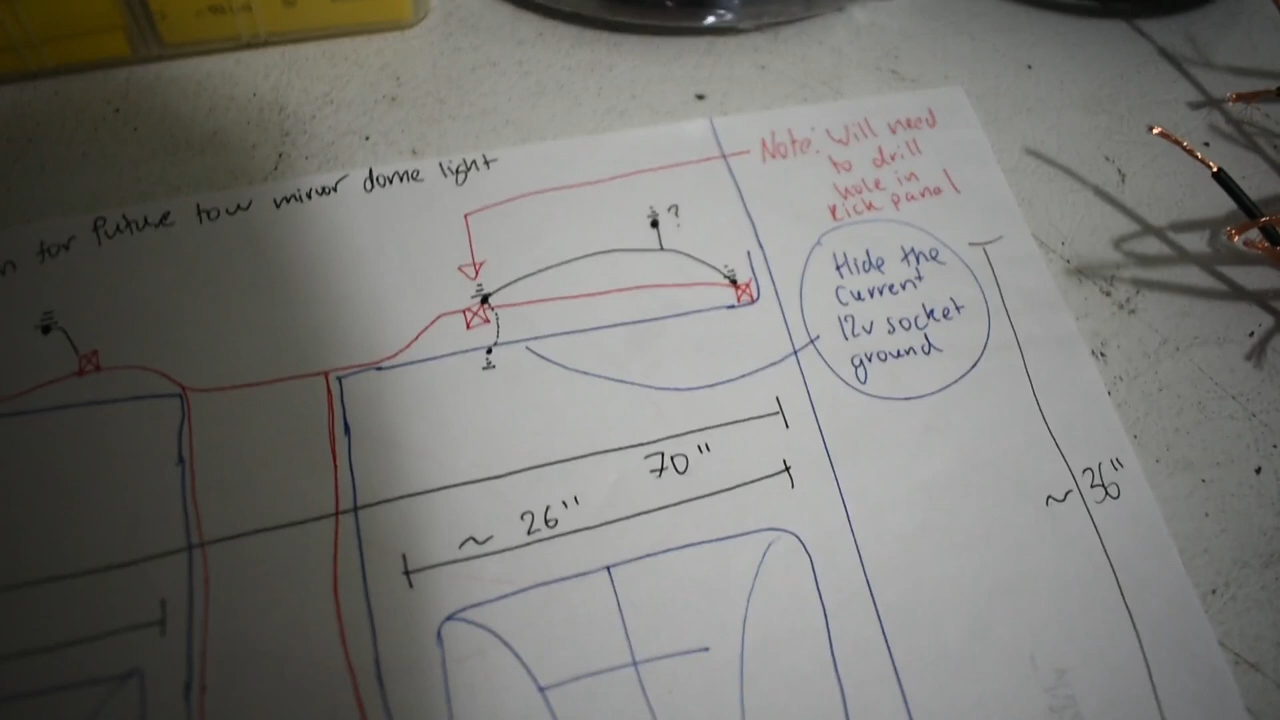 for future tow mirror dome light
Note: Will need
to drill
hole in
Kick panel
?
Hide the
Current
12v socket
ground
70"
~ 26"
~ 36"